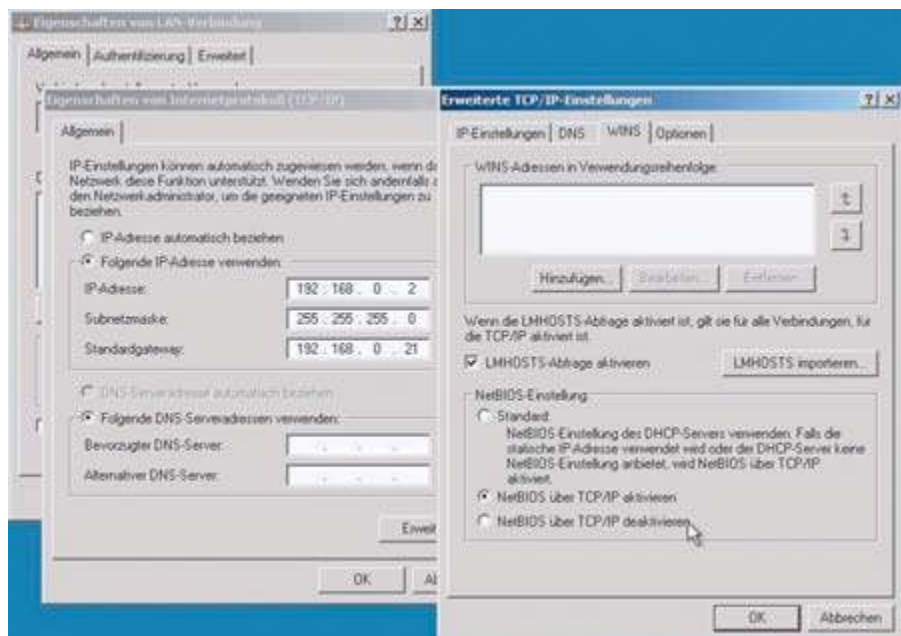 Eigenschaften von LAN-Verbindung
Allgemein
Authentifizierung
Erweitert
Eigenschaften von Internetprotokoll (TCP/IP)
Allgemein
IP-Einstellungen können automatisch zugewiesen werden, wenn
Netzwerk diese Funktion unterstützt. Wenden Sie sich andernfalls
den Netzwerkadministrator, um die geeigneten IP-Einstellungen zu
beziehen.
IP-Adresse automatisch beziehen
Folgende IP-Adresse verwenden:
IP-Adresse: 192 . 168 . 0 . 2
Subnetzmaske: 255 . 255 . 255 . 0
Standardgateway: 192 . 168 . 0 . 21
DNS-Serveradresse automatisch beziehen
Folgende DNS-Serveradressen verwenden:
Bevorzugter DNS-Server:
Alternativer DNS-Server:
OK
Erweiterte TCP/IP-Einstellungen
IP-Einstellungen
DNS
WINS
Optionen
WINS-Adressen in Verwendungsreihenfolge:
Hinzufügen...
Bearbeiten...
Entfernen
Wenn die LMHOSTS-Abfrage aktiviert ist, gilt sie für alle Verbindungen, für
die TCP/IP aktiviert ist.
LMHOSTS-Abfrage aktivieren
LMHOSTS importieren...
NetBIOS-Einstellung
Standard:
NetBIOS-Einstellung des DHCP-Servers verwenden. Falls die
statische IP-Adresse verwendet wird oder der DHCP-Server keine
NetBIOS-Einstellung anbietet, wird NetBIOS über TCP/IP
aktiviert.
NetBIOS über TCP/IP aktivieren
NetBIOS über TCP/IP deaktivieren
OK
Abbrechen